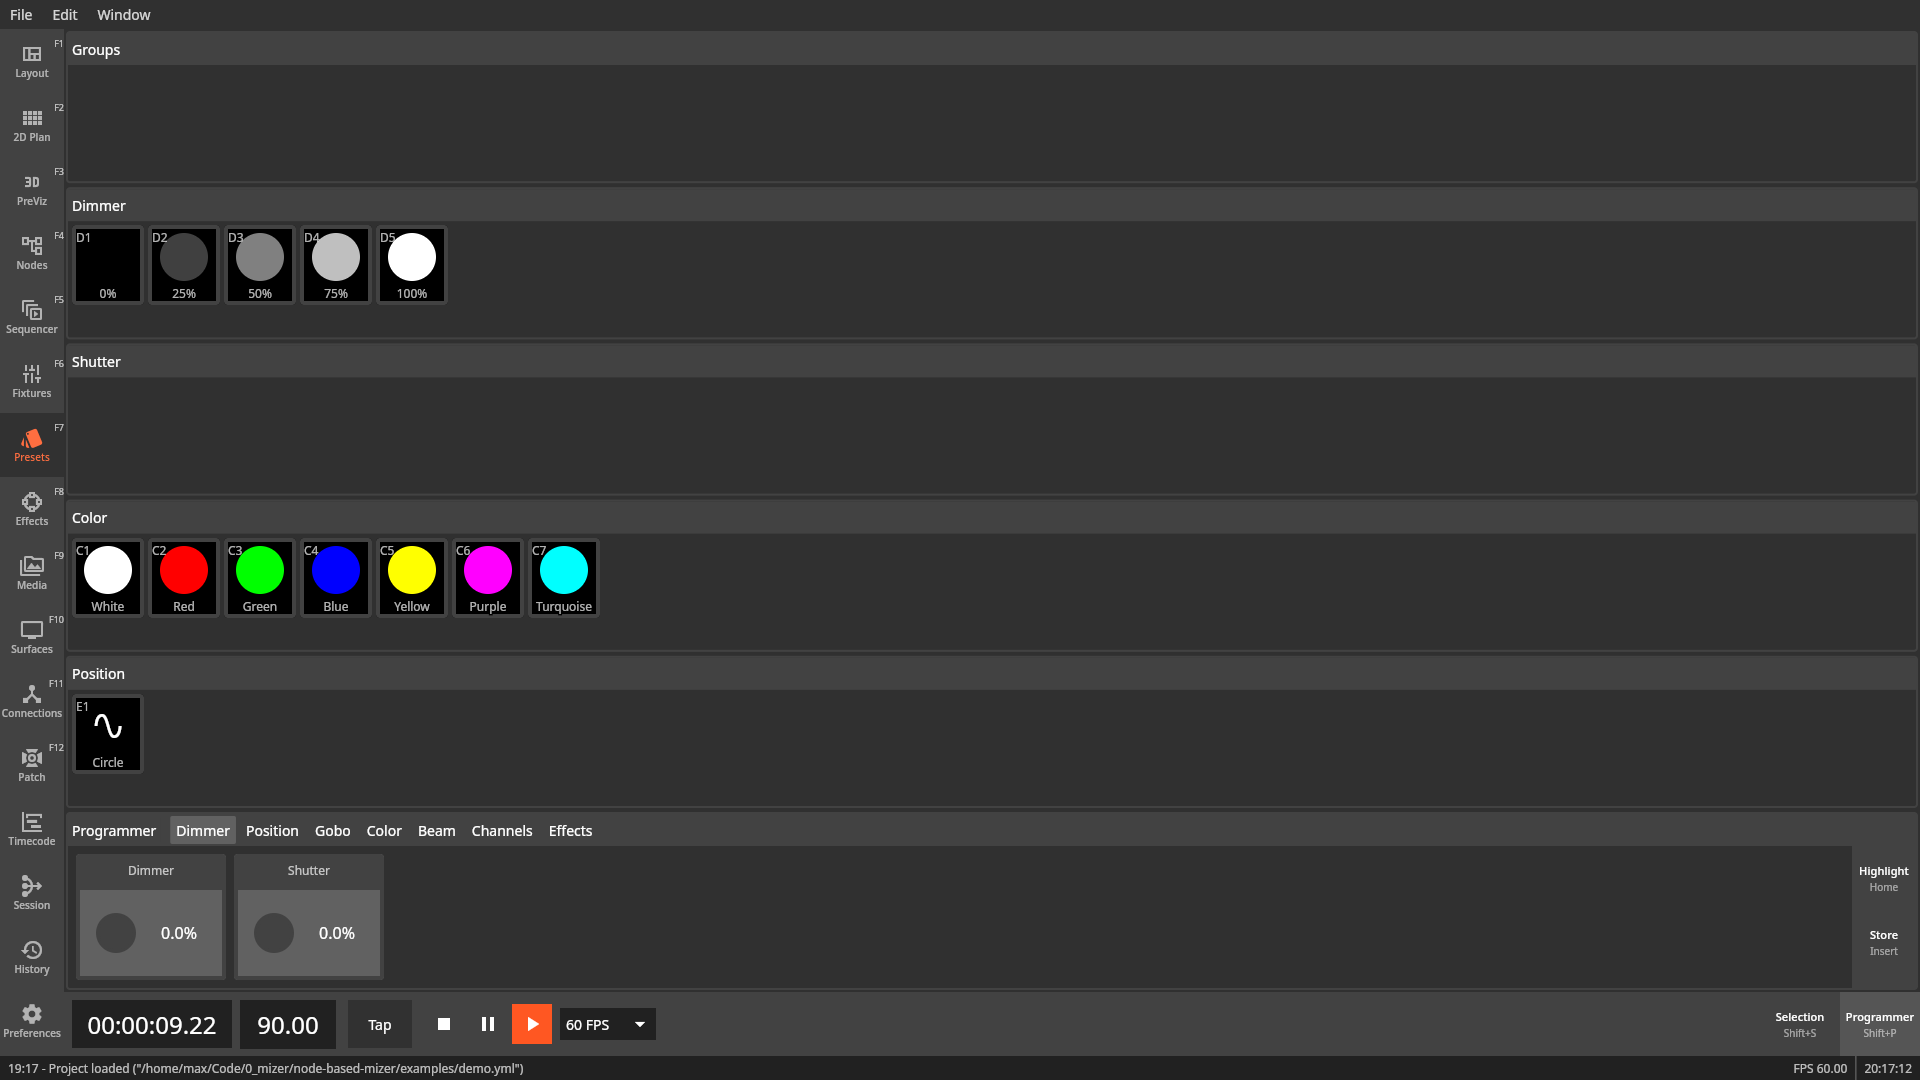 File Edit Window
F1
Layout
F2
2D Plan
F3
3D
PreViz
F4
Nodes
F5
Sequencer
F6
Fixtures
F7
Presets
F8
Effects
F9
Media
F10
Surfaces
F11
Connections
F12
Patch
Timecode
Session
History
Preferences
Groups
Dimmer
D1 D2 D3 D4 D5
0% 25% 50% 75% 100%
Shutter
Color
C1 C2 C3 C4 C5 C6 C7
White Red Green Blue Yellow Purple Turquoise
Position
E1
Circle
Programmer Dimmer Position Gobo Color Beam Channels Effects
Dimmer Shutter
0.0% 0.0%
Highlight
Home
Store
Insert
00:00:09.22 90.00 Tap 60 FPS
Selection
Shift+S
Programmer
Shift+P
19:17 - Project loaded ("/home/max/Code/0_mizer/node-based-mizer/examples/demo.yml") FPS 60.00 20:17:12